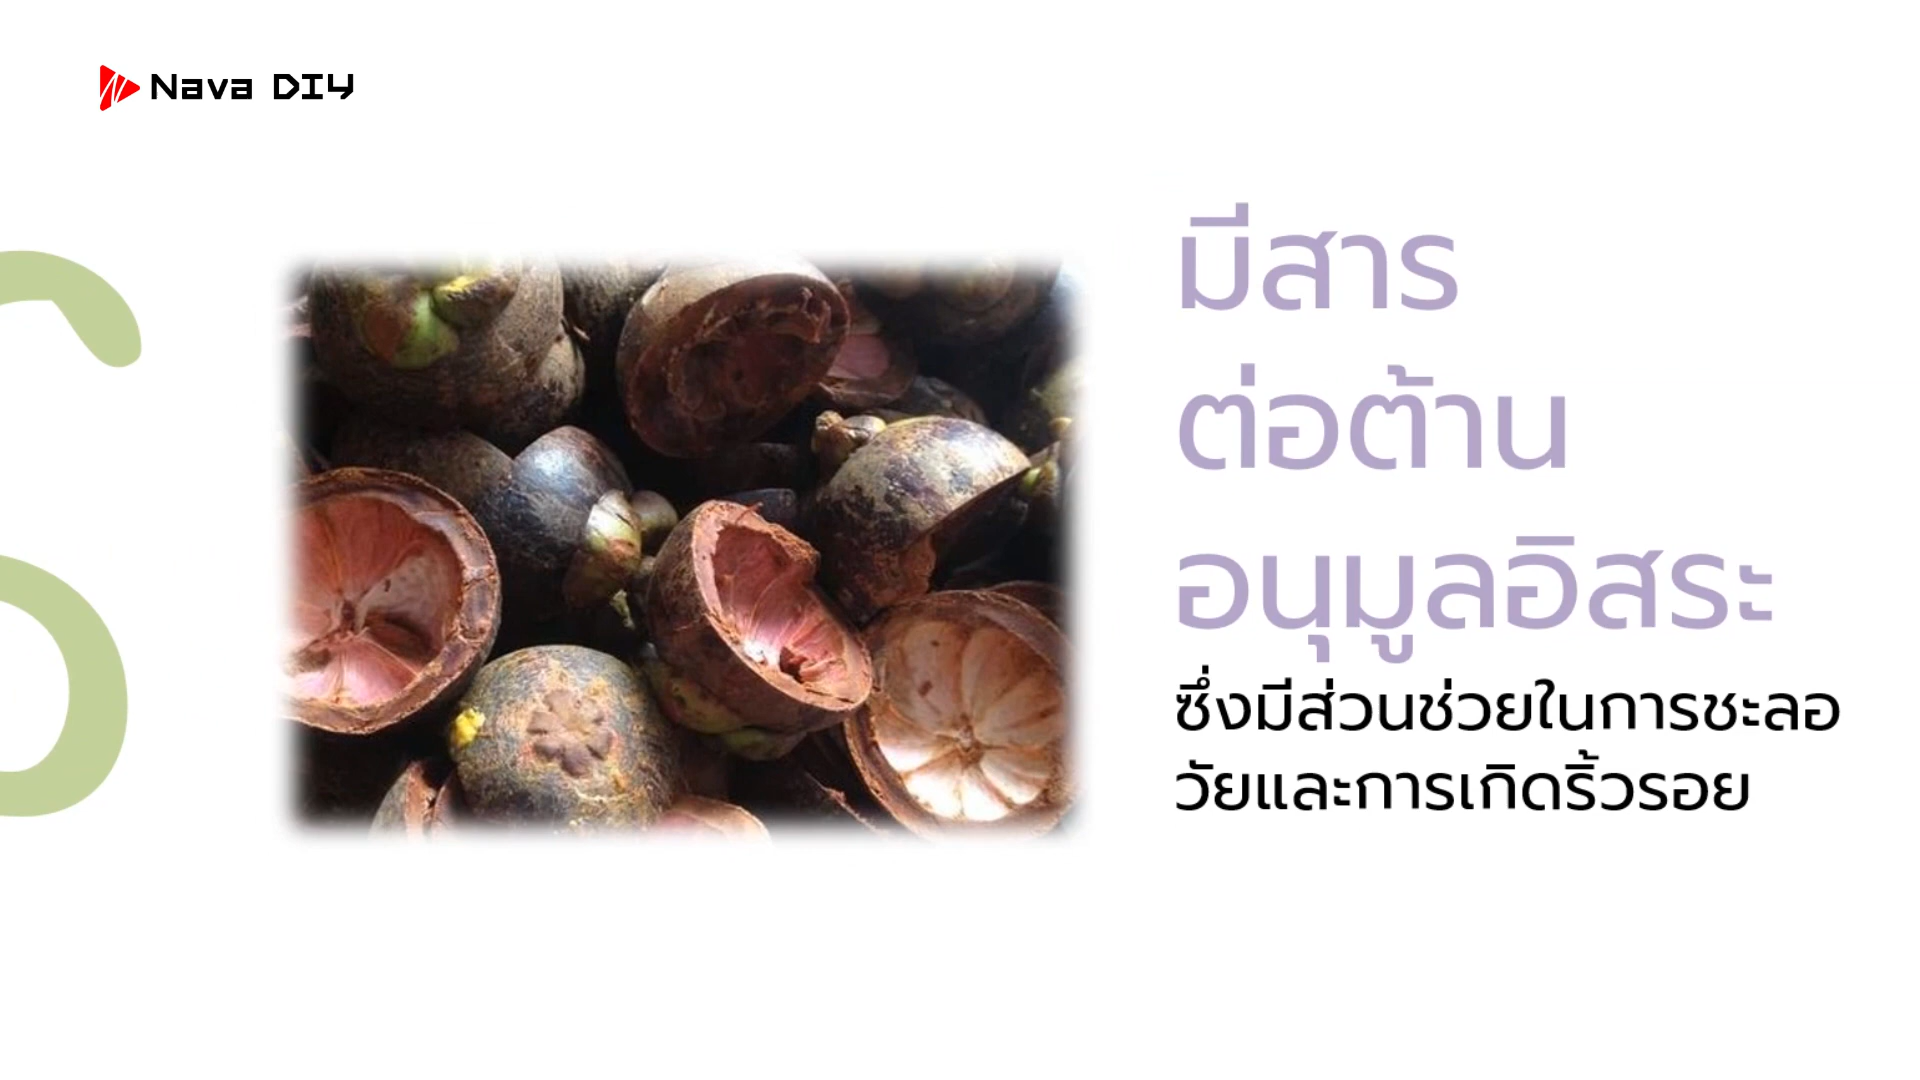 Nava DIY
มีสาร
ต่อต้าน
อนุมูลอิสระ
ซึ่งมีส่วนช่วยในการชะลอ
วัยและการเกิดริ้วรอย